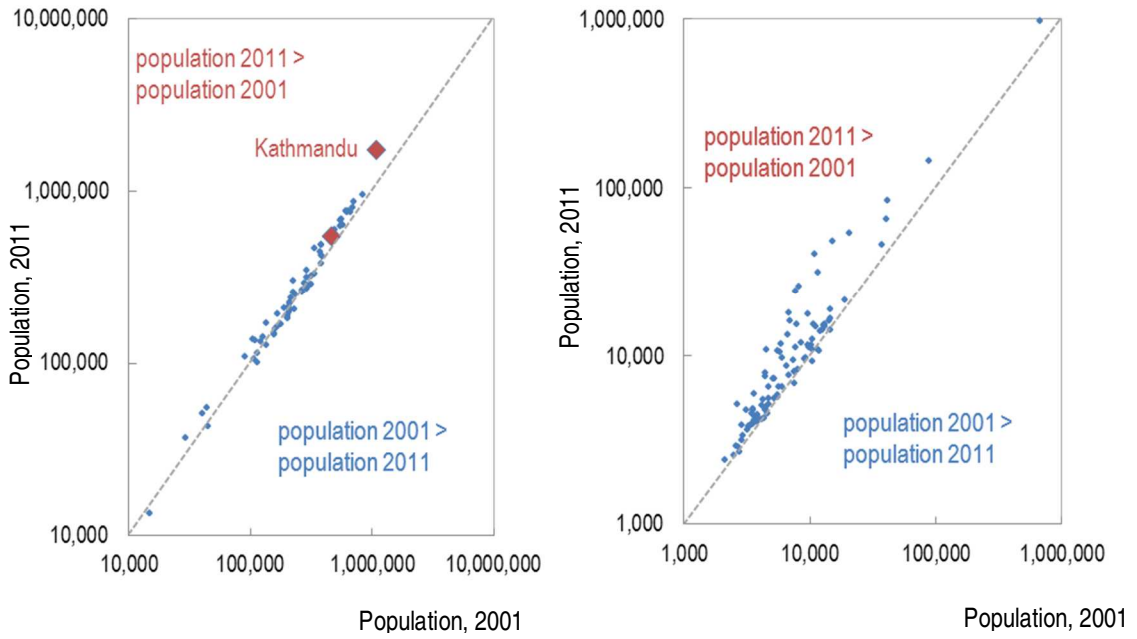 10,000,000
population 2011 >
population 2001
Kathmandu
1,000,000
Population, 2011
100,000
population 2001 >
population 2011
10,000
10,000
100,000
1,000,000
10,000,000
Population, 2001
1,000,000
population 2011 >
population 2001
100,000
Population, 2011
10,000
population 2001 >
population 2011
1,000
1,000
10,000
100,000
1,000,000
Population, 2001